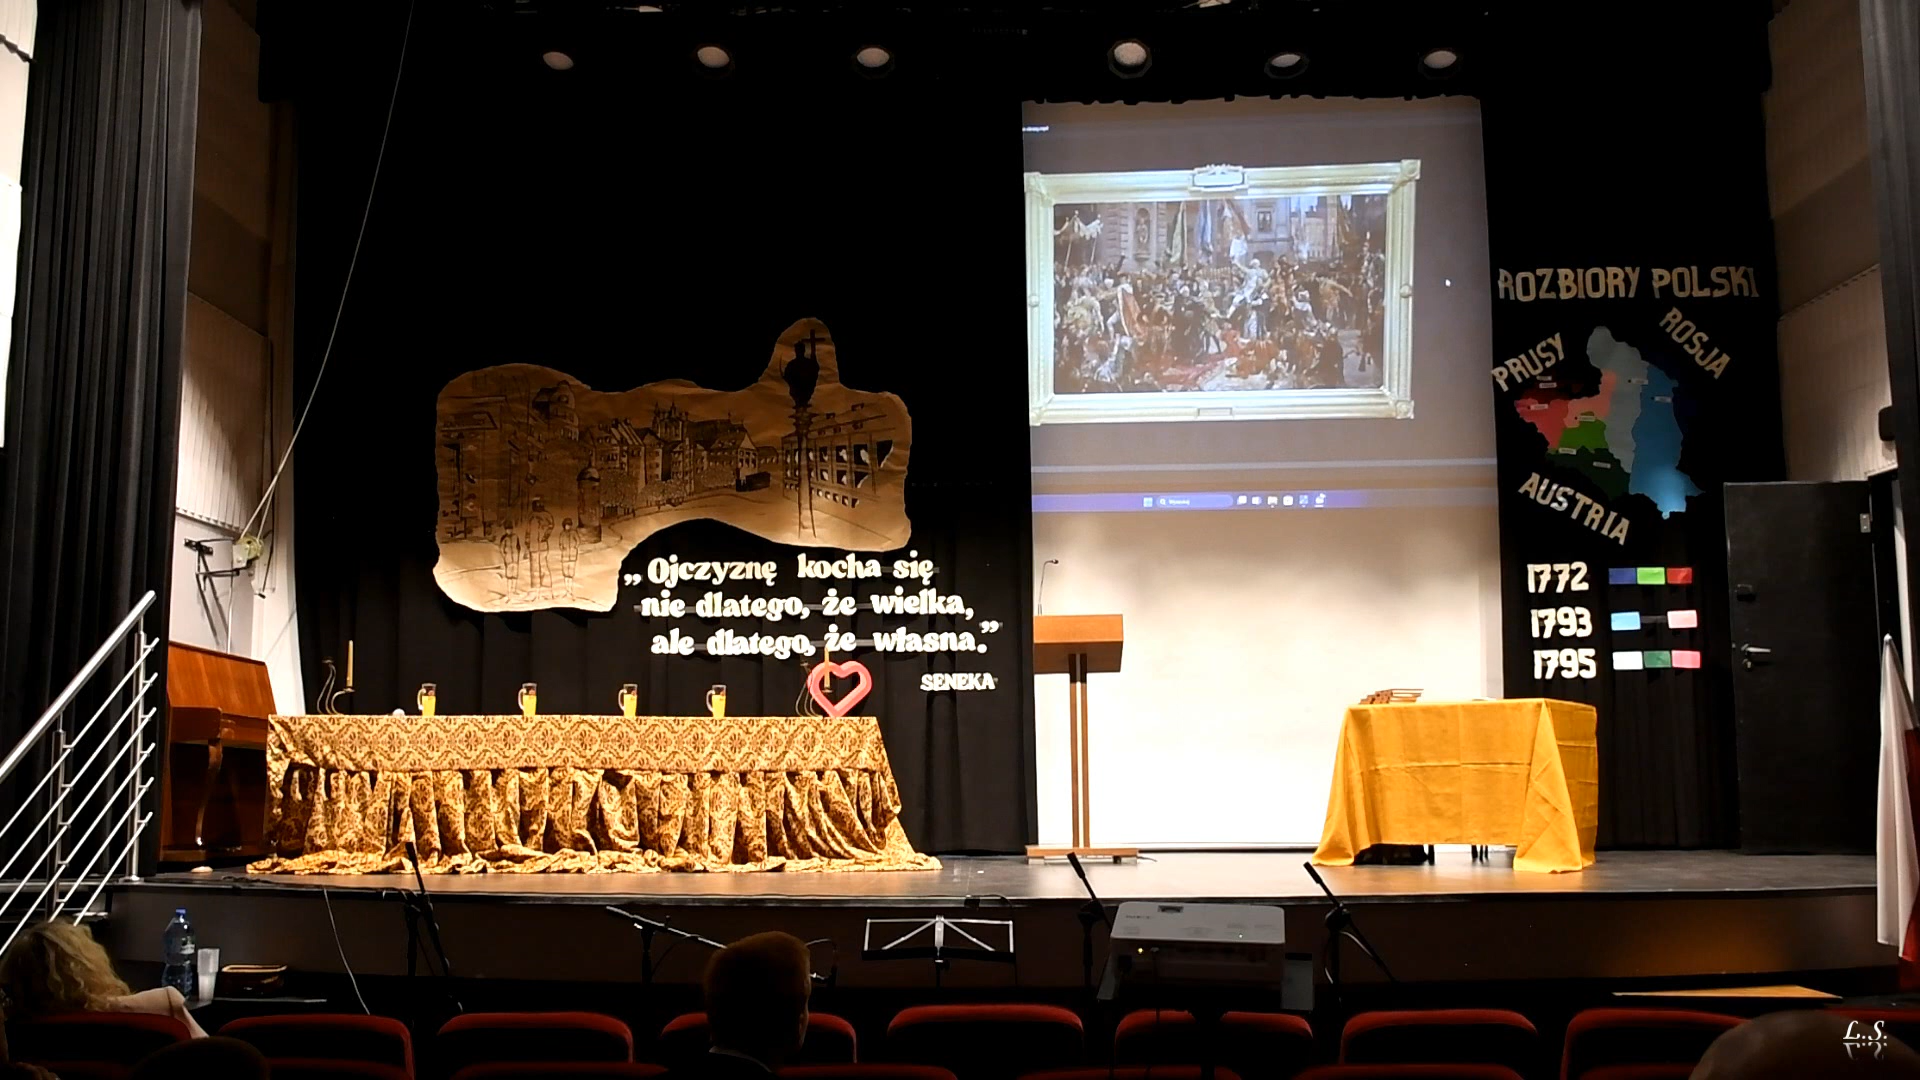 „Ojczyznę kocha się
nie dlatego, że wielka,
ale dlatego, że własna.”
SENEKA
ROZBIORY POLSKI
PRUSY
ROSJA
AUSTRIA
1772
1793
1795
L.S.